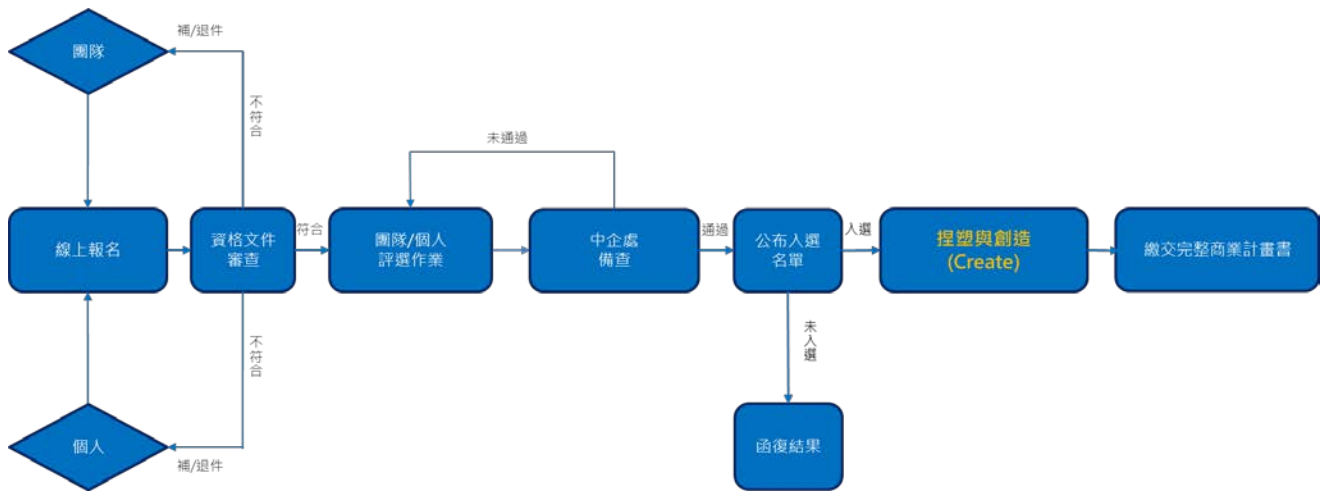 補/退件
團隊
不符合
未通過
線上報名
資格文件
審查
符合
團隊/個人
評選作業
中企處
備查
通過
公布入選
名單
入選
捏塑與創造
(Create)
繳交完整商業計畫書
不符合
未入選
個人
補/退件
函復結果